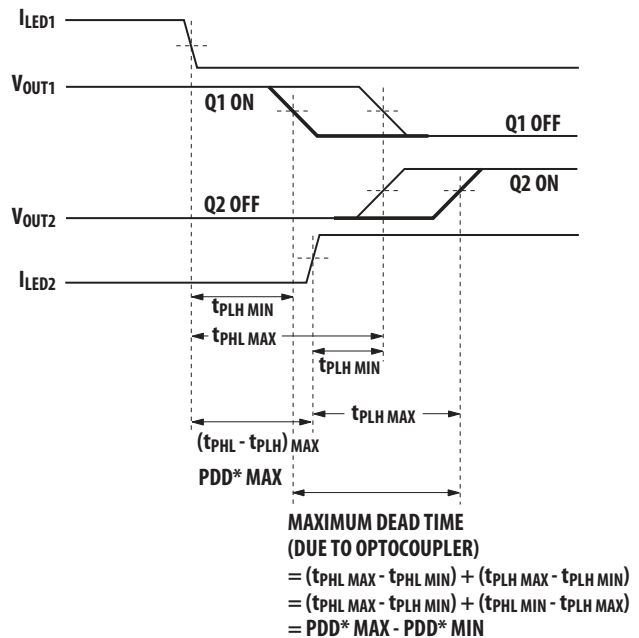 ILED1
VOUT1
Q1 ON
Q1 OFF
Q2 OFF
Q2 ON
VOUT2
ILED2
tPLH MIN
tPHL MAX
tPLH MIN
tPLH MAX
(tPHL - tPLH) MAX
PDD* MAX
MAXIMUM DEAD TIME
(DUE TO OPTOCOUPLER)
= (tPHL MAX - tPHL MIN) + (tPLH MAX - tPLH MIN)
= (tPHL MAX - tPLH MIN) + (tPHL MIN - tPLH MAX)
= PDD* MAX - PDD* MIN